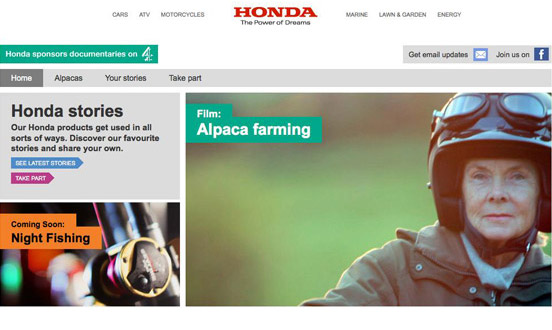 CARS ATV MOTORCYCLES
HONDA
The Power of Dreams
MARINE LAWN & GARDEN ENERGY
Honda sponsors documentaries on 4
Get email updates
Join us on f
Home Alpacas Your stories Take part
Honda stories
Our Honda products get used in all
sorts of ways. Discover our favourite
stories and share your own.
SEE LATEST STORIES
TAKE PART
Film:
Alpaca farming
Coming Soon:
Night Fishing